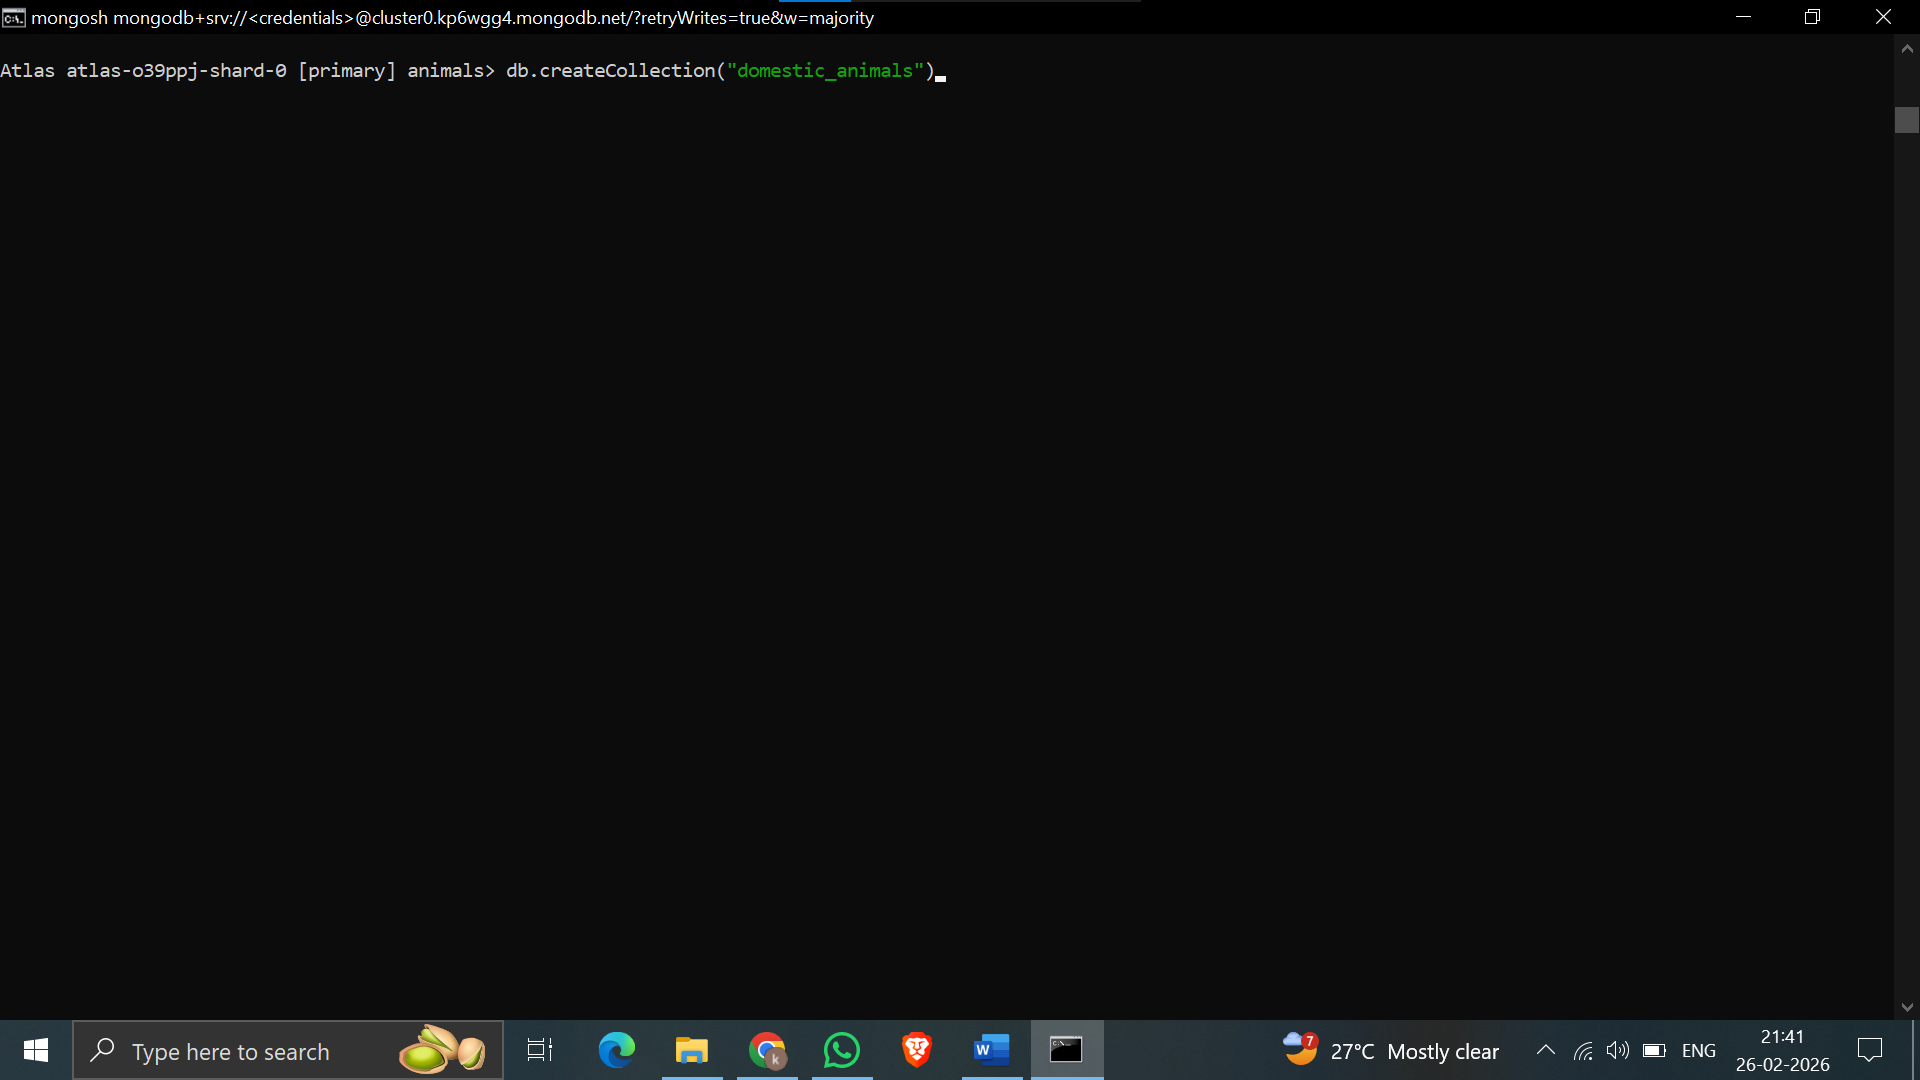 mongosh mongodb+srv://<credentials>@cluster0.kp6wgg4.mongodb.net/?retryWrites=true&w=majority
Atlas atlas-o39ppj-shard-0 [primary] animals> db.createCollection("domestic_animals")
Type here to search
k
W
7
27°C Mostly clear
ENG
21:41
26-02-2026